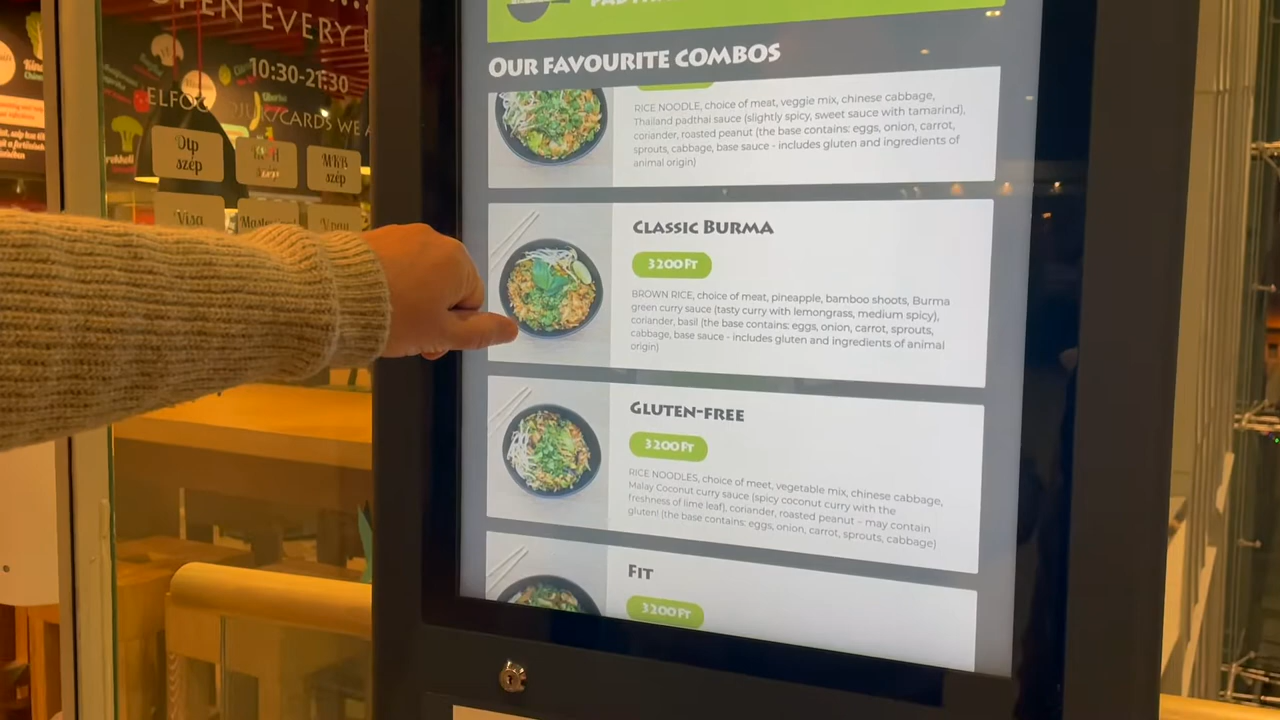 OPEN EVERY
10:30-21:30
CARDS WE
Otp
szép
K&H
szép
MKB
szép
Visa
OUR FAVOURITE COMBOS
RICE NOODLE, choice of meat, veggie mix, chinese cabbage,
Thailand padthai sauce (slightly spicy, sweet sauce with tamarind),
coriander, roasted peanut (the base contains: eggs, onion, carrot,
sprouts, cabbage, base sauce - includes gluten and ingredients of
animal origin)
CLASSIC BURMA
3200 FT
BROWN RICE, choice of meat, pineapple, bamboo shoots, Burma
green curry sauce (tasty curry with lemongrass, medium spicy),
coriander, basil (the base contains: eggs, onion, carrot, sprouts,
cabbage, base sauce - includes gluten and ingredients of animal
origin)
GLUTEN-FREE
3200 FT
RICE NOODLES, choice of meet, vegetable mix, chinese cabbage,
Malay Coconut curry sauce (spicy coconut curry with the
freshness of lime leaf), coriander, roasted peanut - may contain
gluten! (the base contains: eggs, onion, carrot, sprouts, cabbage)
FIT
3200 FT